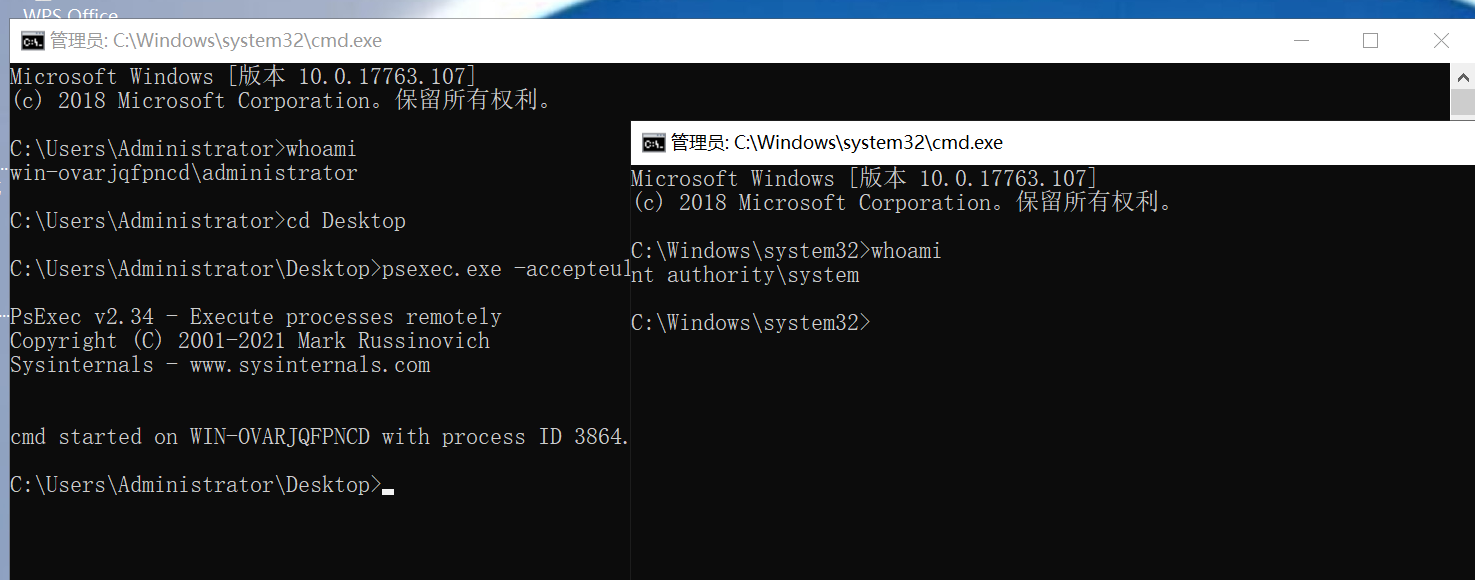 WPS Office
管理员: C:\Windows\system32\cmd.exe
Microsoft Windows [版本 10.0.17763.107]
(c) 2018 Microsoft Corporation。保留所有权利。
C:\Users\Administrator>whoami
win-ovarjqfpncd\administrator
C:\Users\Administrator>cd Desktop
C:\Users\Administrator\Desktop>psexec.exe -accepteul
PsExec v2.34 - Execute processes remotely
Copyright (C) 2001-2021 Mark Russinovich
Sysinternals - www.sysinternals.com
cmd started on WIN-OVARJQFPNCD with process ID 3864.
C:\Users\Administrator\Desktop>
管理员: C:\Windows\system32\cmd.exe
Microsoft Windows [版本 10.0.17763.107]
(c) 2018 Microsoft Corporation。保留所有权利。
C:\Windows\system32>whoami
nt authority\system
C:\Windows\system32>